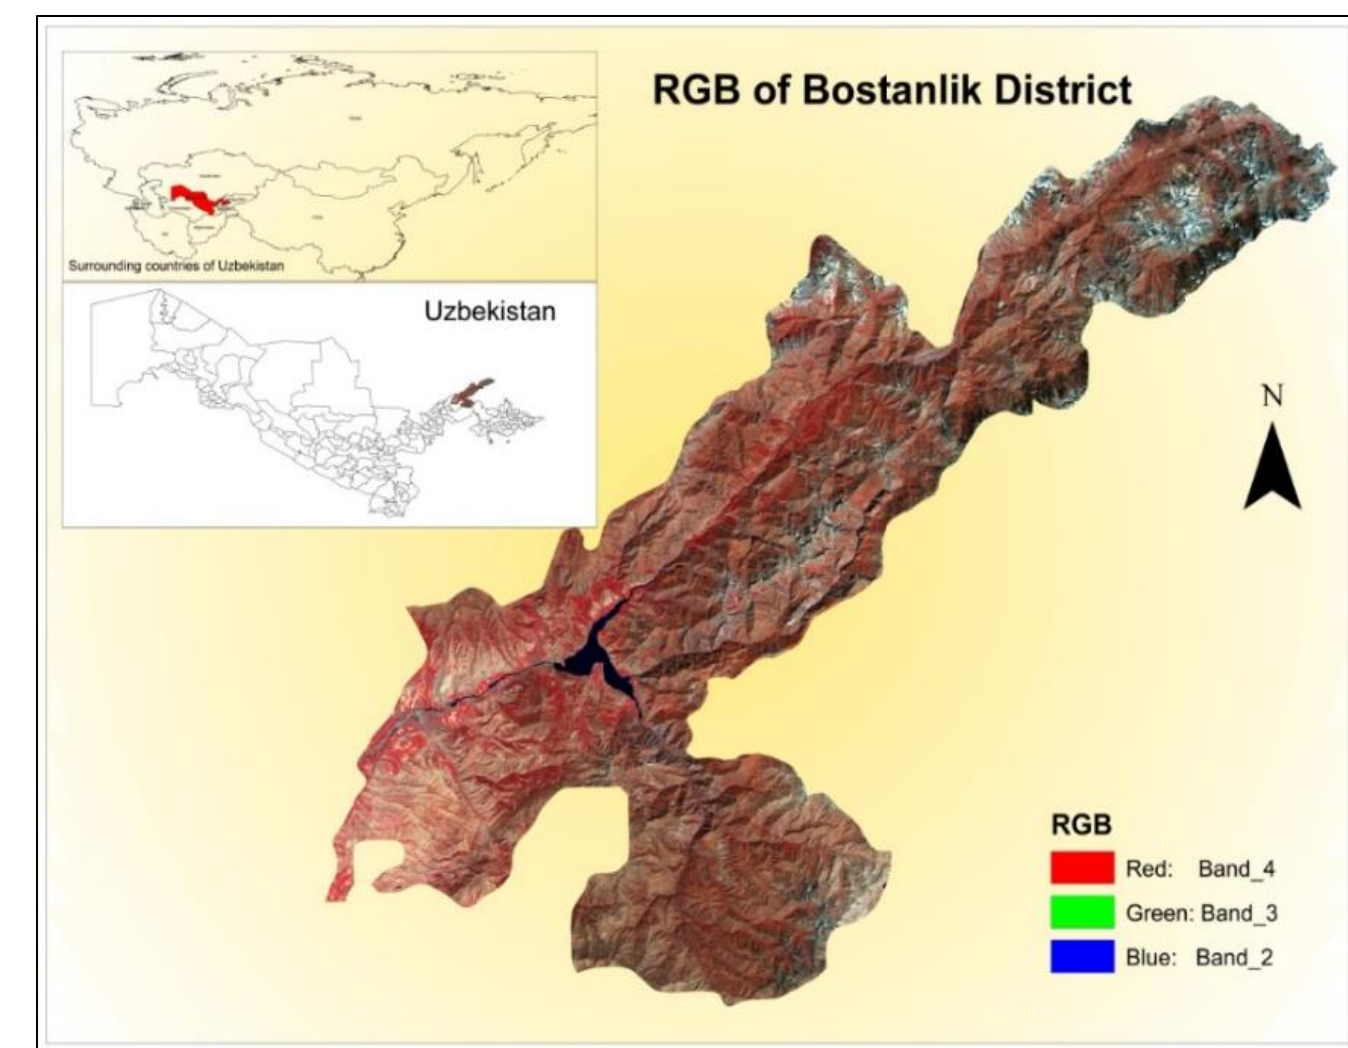 RGB of Bostanlik District
Surrounding countries of Uzbekistan
Uzbekistan
N
RGB
Red: Band_4
Green: Band_3
Blue: Band_2